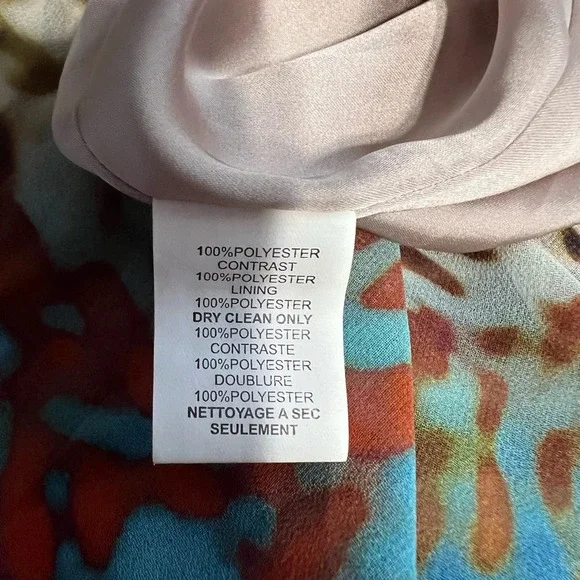 100%POLYESTER
CONTRAST
100%POLYESTER
LINING
100%POLYESTER
DRY CLEAN ONLY
100%POLYESTER
CONTRASTE
100%POLYESTER
DOUBLURE
100%POLYESTER
NETTOYAGE A SEC
SEULEMENT